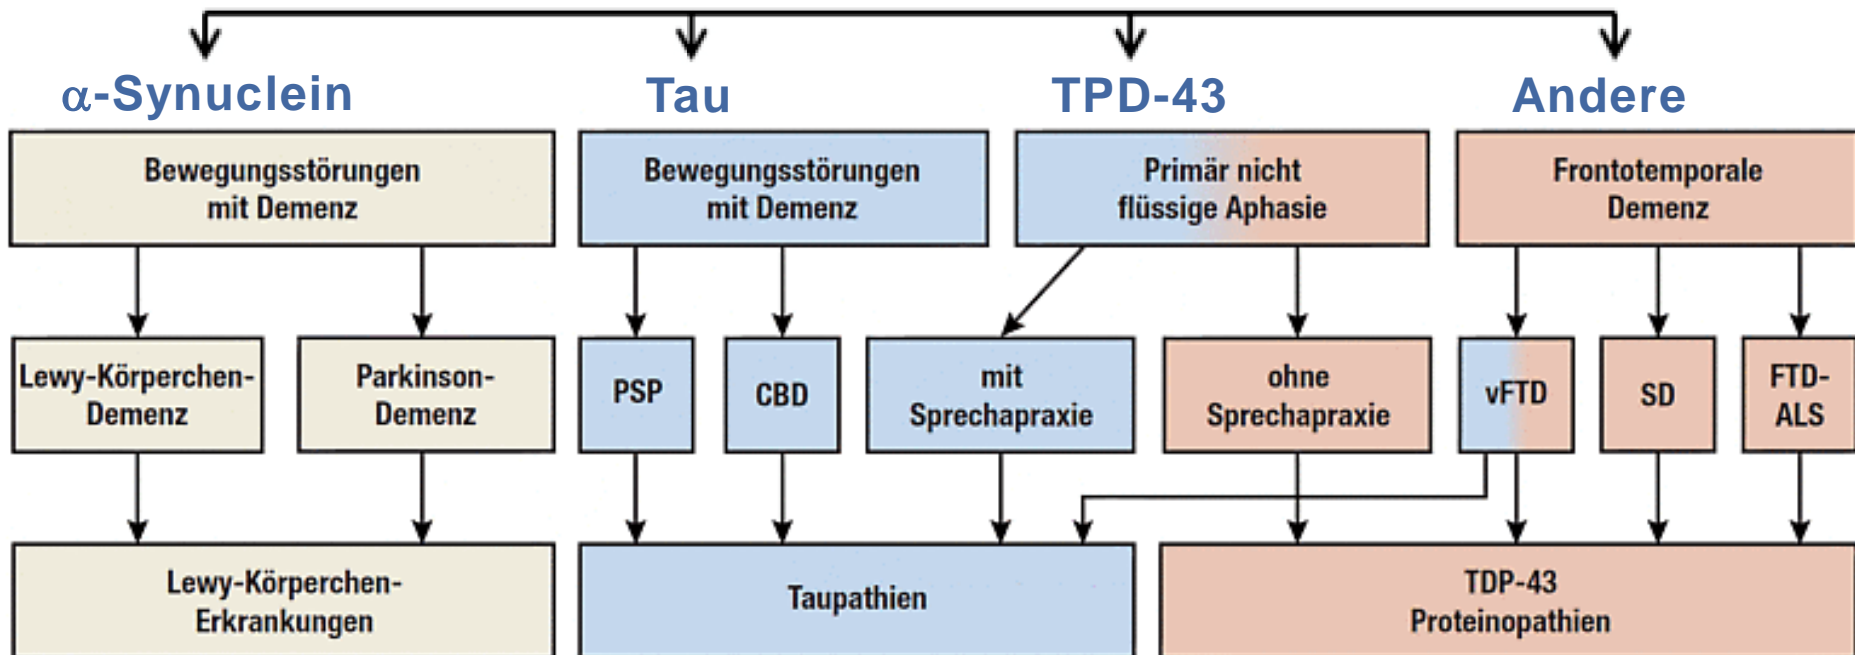 α-Synuclein
Tau
TPD-43
Andere
Bewegungsstörungen
mit Demenz
Bewegungsstörungen
mit Demenz
Primär nicht
flüssige Aphasie
Frontotemporale
Demenz
Lewy-Körperchen-
Demenz
Parkinson-
Demenz
PSP
CBD
mit
Sprechapraxie
ohne
Sprechapraxie
vFTD
SD
FTD-
ALS
Lewy-Körperchen-
Erkrankungen
Taupathien
TDP-43
Proteinopathien